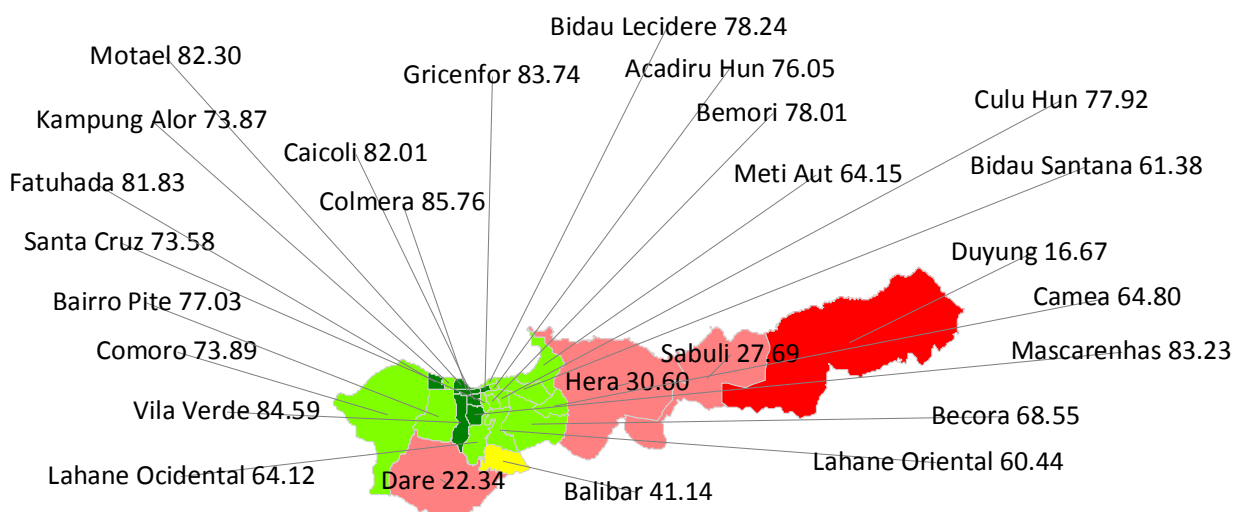 Bidau Lecidere 78.24
Motael 82.30
Gricenfor 83.74
Acadiru Hun 76.05
Culu Hun 77.92
Kampung Alor 73.87
Bemori 78.01
Caicoli 82.01
Bidau Santana 61.38
Meti Aut 64.15
Fatuhada 81.83
Colmera 85.76
Santa Cruz 73.58
Duyung 16.67
Bairro Pite 77.03
Camea 64.80
Comoro 73.89
Sabuli 27.69
Mascarenhas 83.23
Hera 30.60
Vila Verde 84.59
Becora 68.55
Lahane Oriental 60.44
Lahane Ocidental 64.12
Dare 22.34
Balibar 41.14